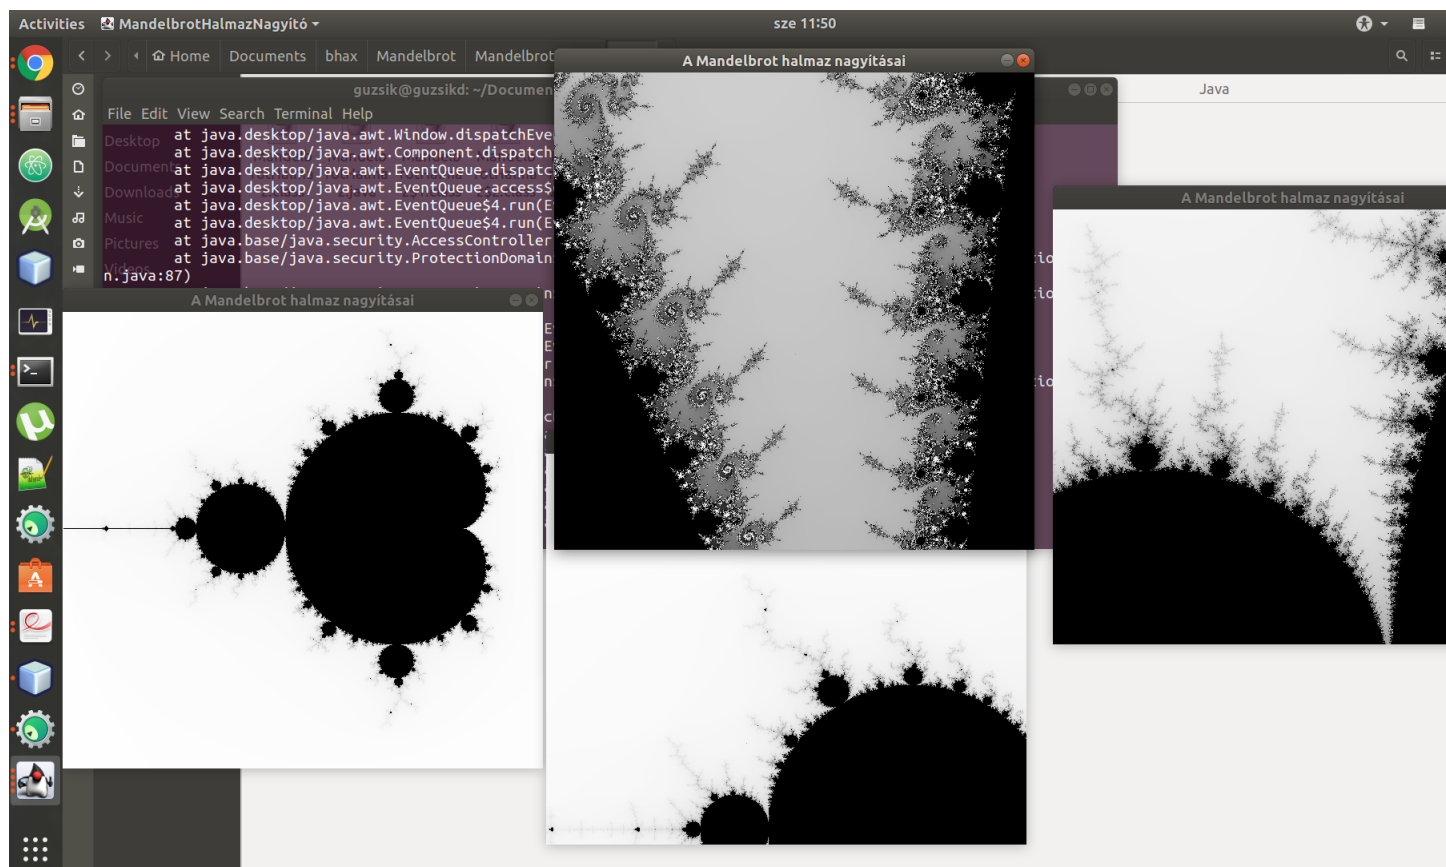 Activities MandelbrotHalmazNagyító sze 11:50
Home Documents bhax Mandelbrot Mandelbrot
A Mandelbrot halmaz nagyításai
guzsik@guzsikd: ~/Documen
Java
File Edit View Search Terminal Help
Desktop
Documents
Downloads
Music
Pictures
Videos
at java.desktop/java.awt.Window.dispatchEve
at java.desktop/java.awt.Component.dispatch
at java.desktop/java.awt.EventQueue.dispatc
at java.desktop/java.awt.EventQueue.access$
at java.desktop/java.awt.EventQueue$4.run(E
at java.desktop/java.awt.EventQueue$4.run(E
at java.base/java.security.AccessController
at java.base/java.security.ProtectionDomain
n.java:87)
A Mandelbrot halmaz nagyításai
A Mandelbrot halmaz nagyításai